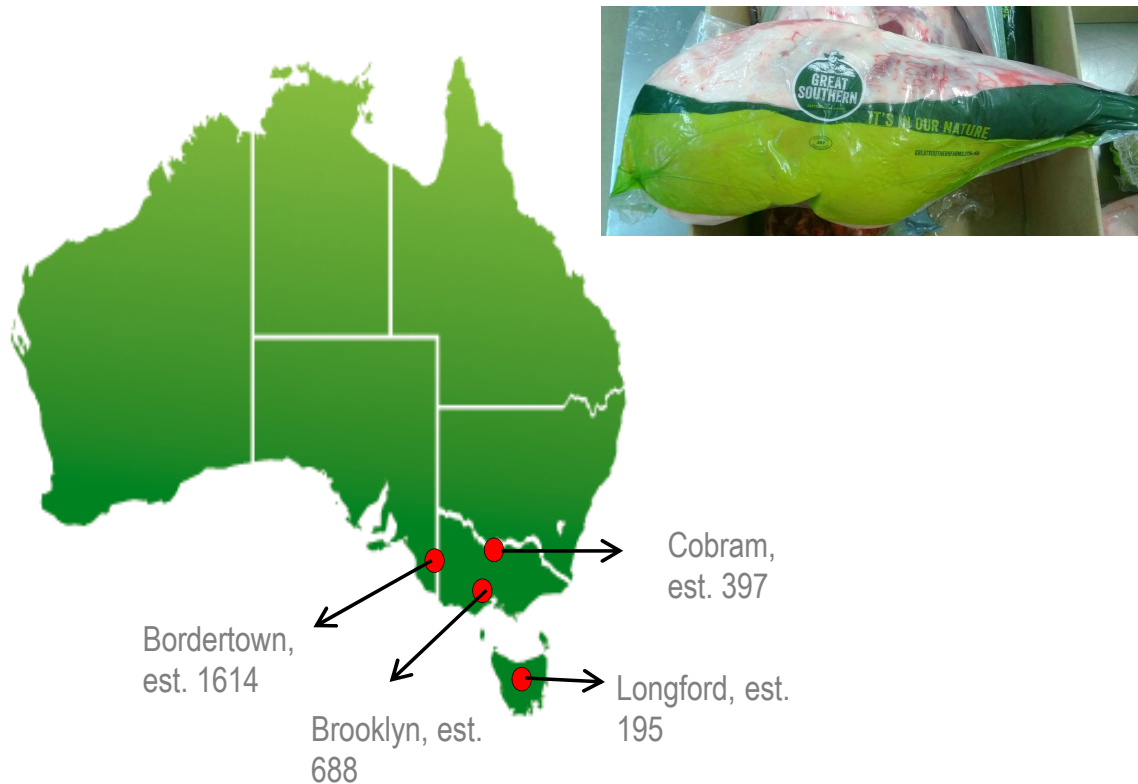 GREAT
SOUTHERN
IT'S IN OUR NATURE
Cobram,
est. 397
Bordertown,
est. 1614
Longford, est.
195
Brooklyn, est.
688